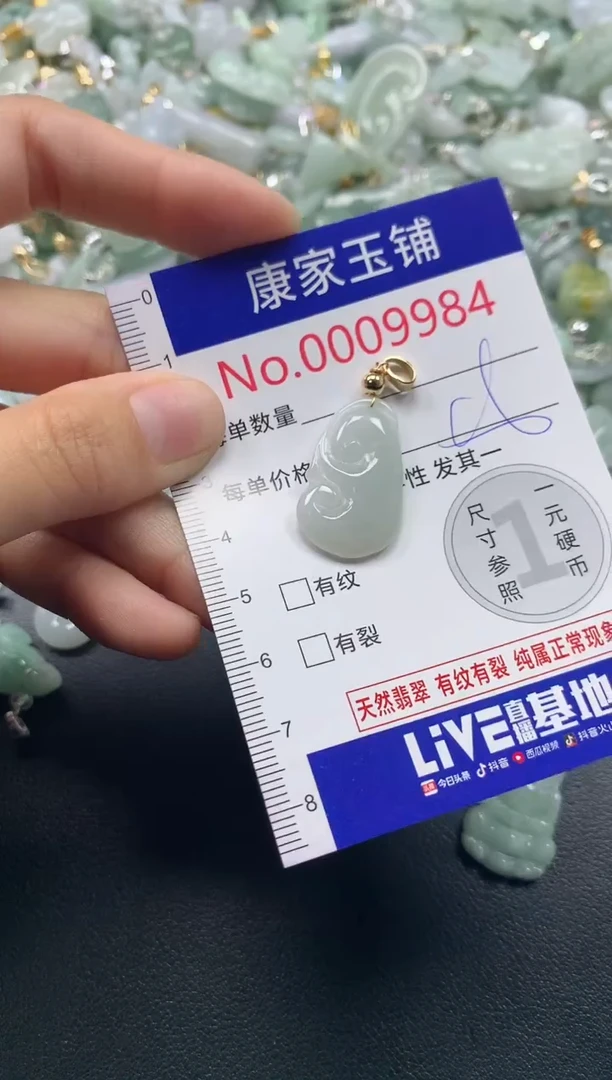 康家玉铺
No.0009984
单数量
每单价格
性 发其一
0
1
3
4
5
6
7
8
1
一元硬币
尺寸参照
有纹
有裂
天然翡翠 有纹有裂 纯属正常现象
LiVE直播基地
今日头条 抖音 西瓜视频 抖音火山